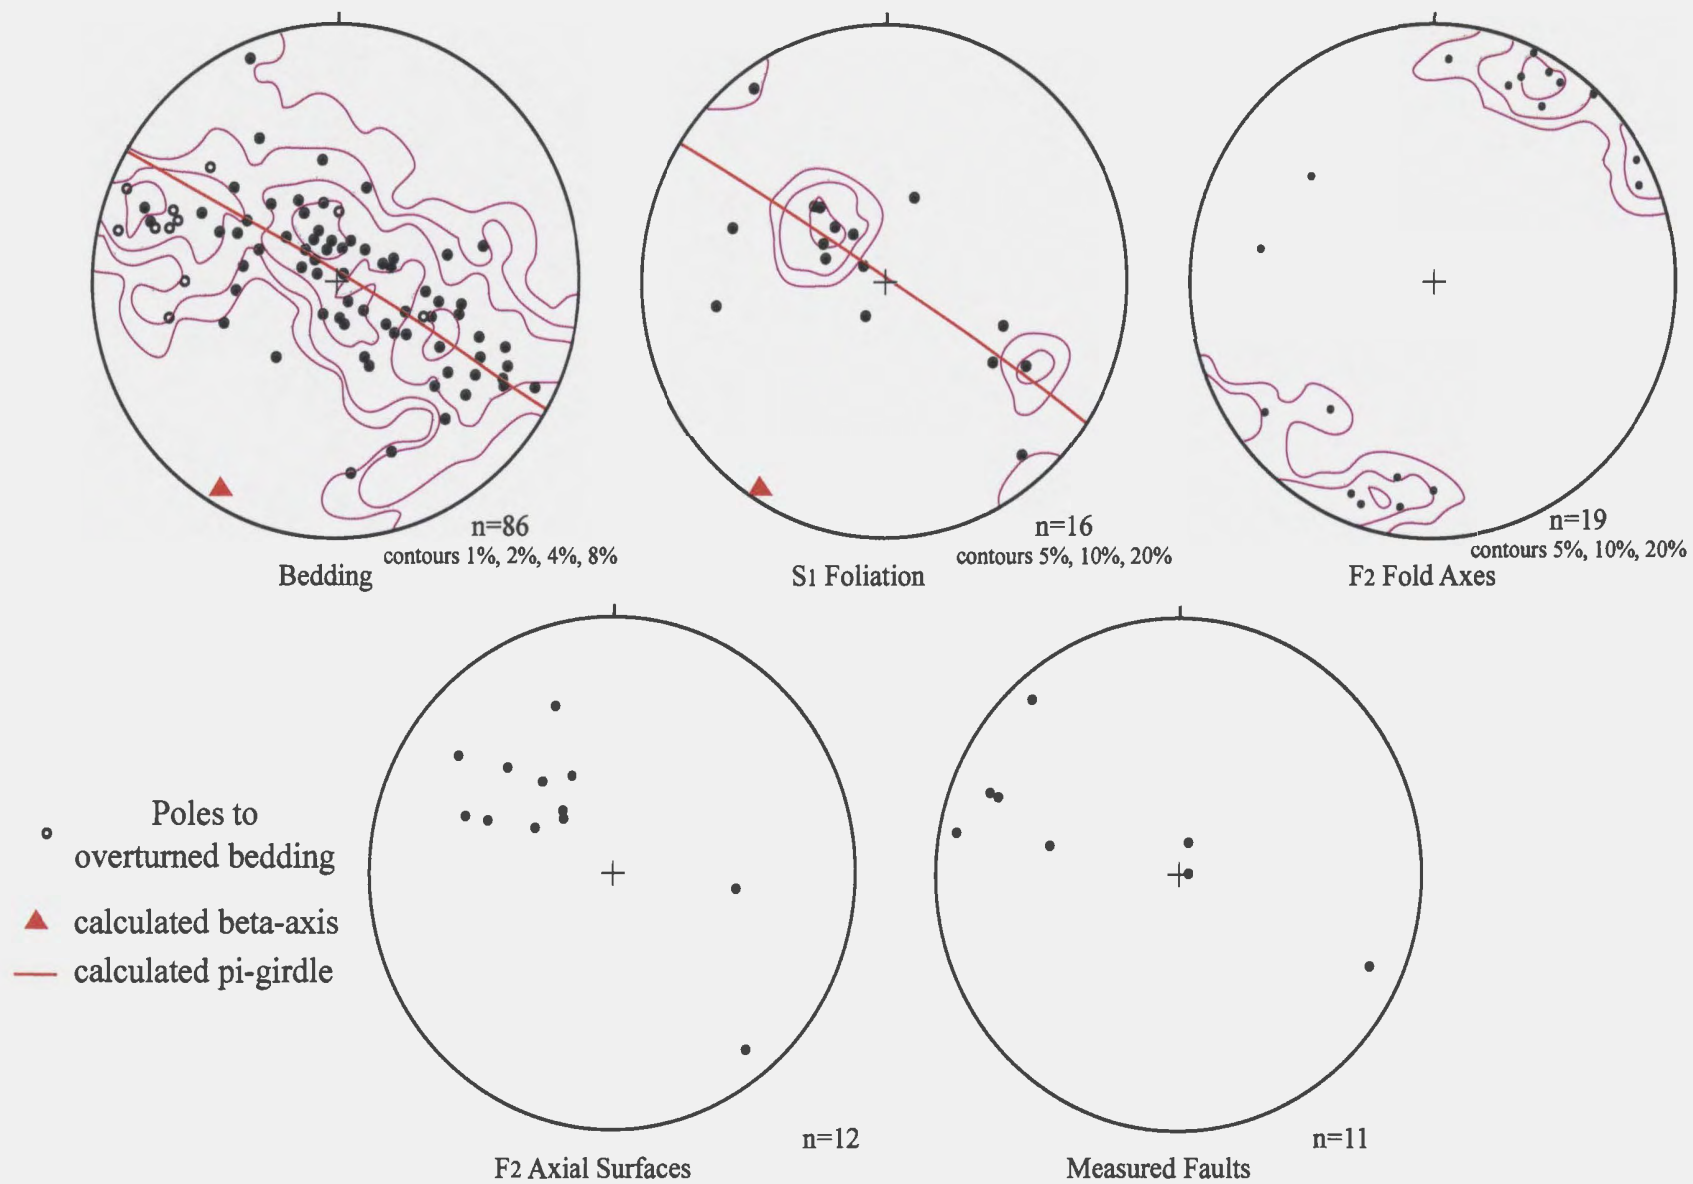 n=86
contours 1%, 2%, 4%, 8%
Bedding
n=16
contours 5%, 10%, 20%
S1 Foliation
n=19
contours 5%, 10%, 20%
F2 Fold Axes
Poles to
overturned bedding
calculated beta-axis
calculated pi-girdle
n=12
F2 Axial Surfaces
n=11
Measured Faults